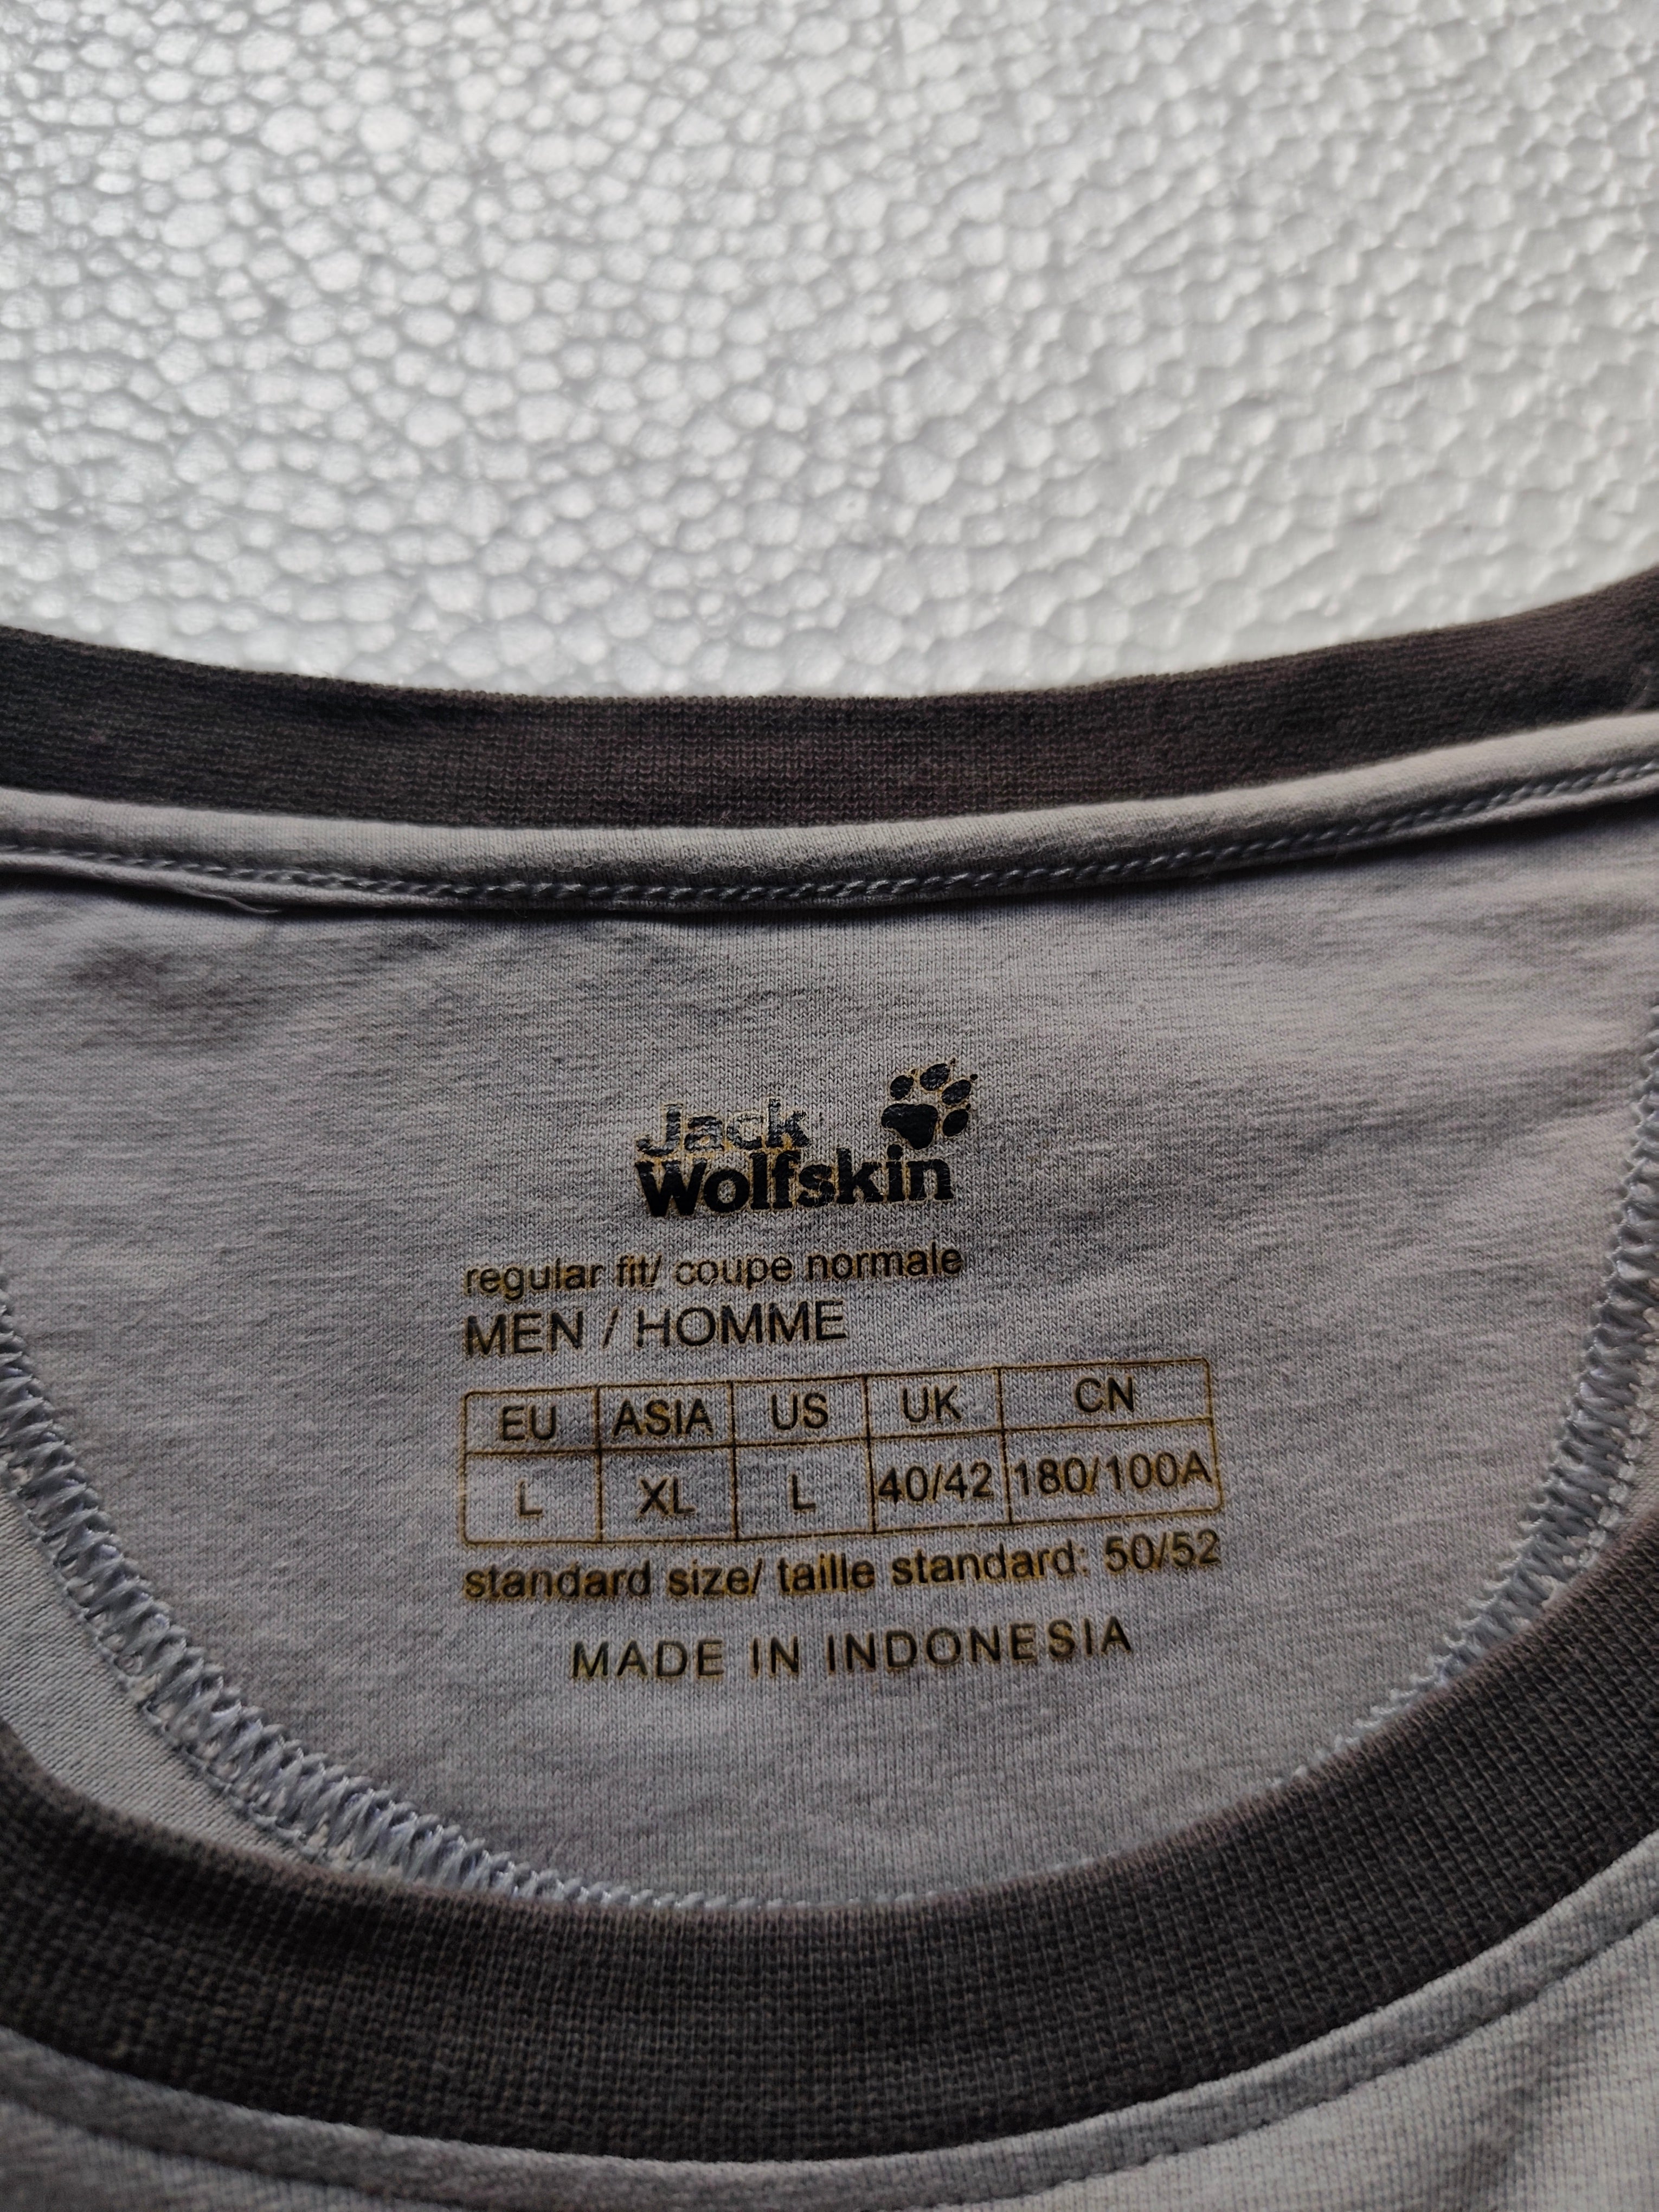 Jack
Wolfskin
regular fit/ coupe normale
MEN / HOMME
EU ASIA US UK CN
L XL L 40/42 180/100A
standard size/ taille standard: 50/52
MADE IN INDONESIA